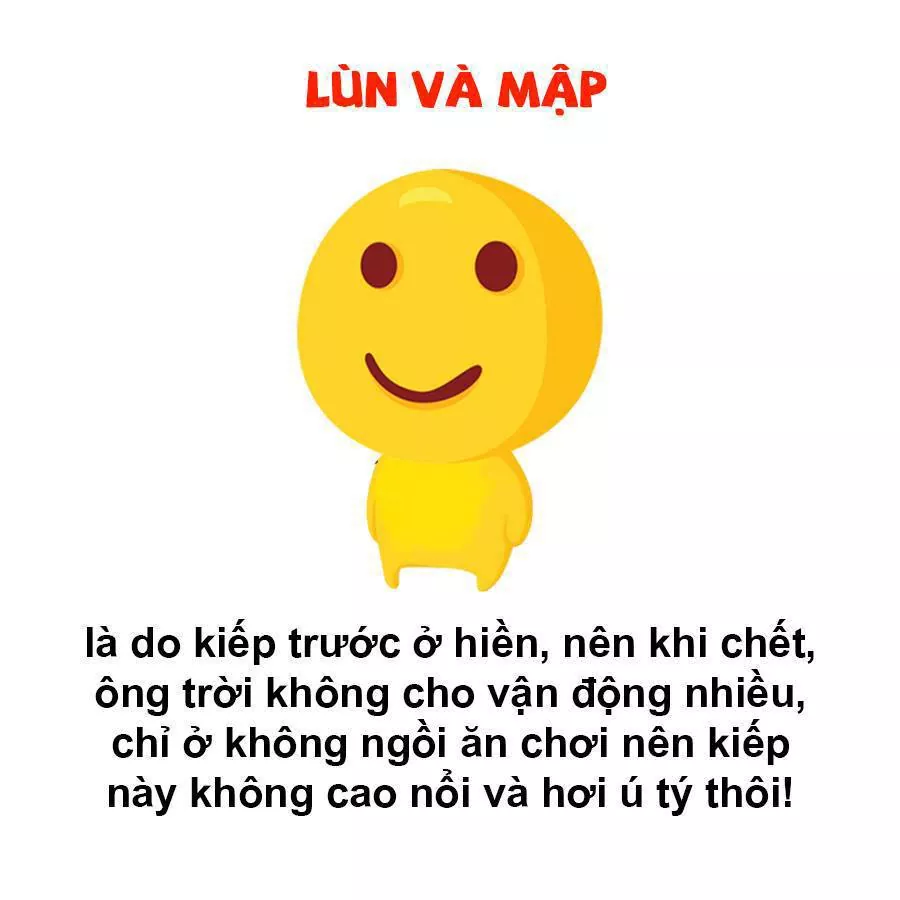 LÙN VÀ MẬP
là do kiếp trước ở hiền, nên khi chết,
ông trời không cho vận động nhiều,
chỉ ở không ngồi ăn chơi nên kiếp
này không cao nổi và hơi ú tý thôi!